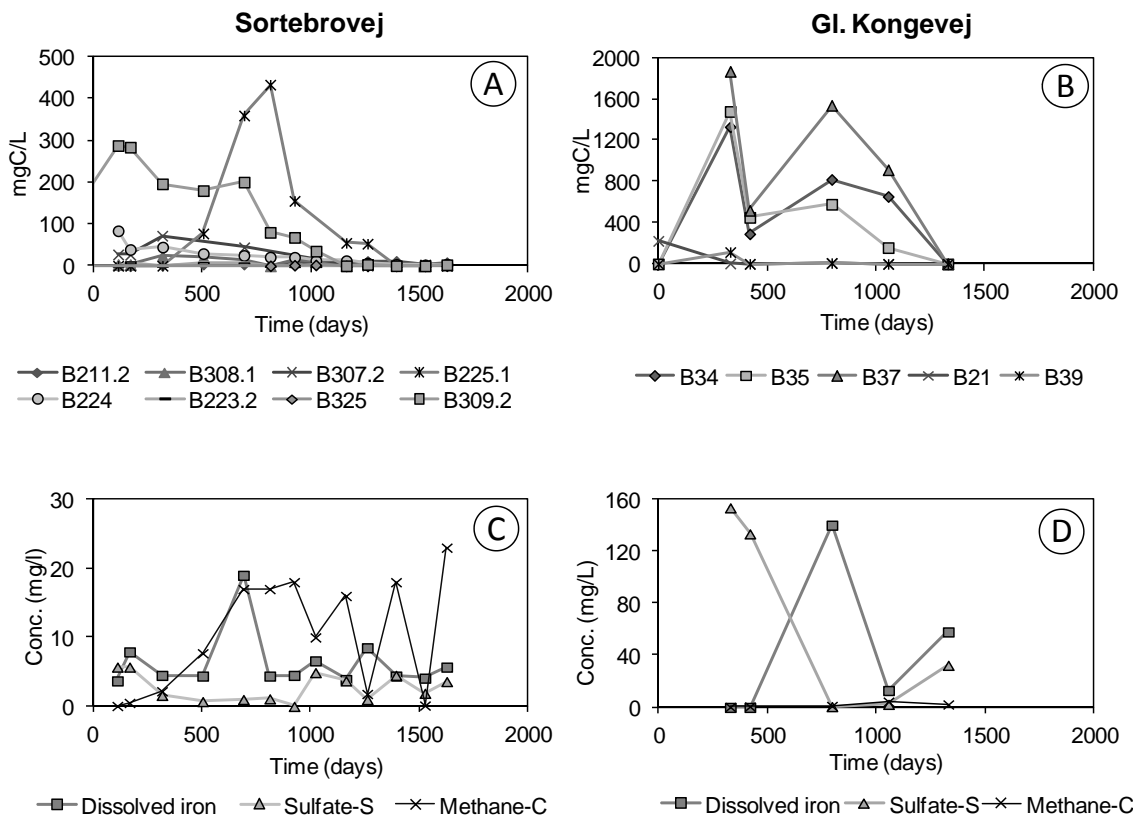 Sortebrovej
Gl. Kongevej
A
mgC/L
500
400
300
200
100
0
0 500 1000 1500 2000
Time (days)
B211.2 B308.1 B307.2 B225.1
B224 B223.2 B325 B309.2
B
mgC/L
2000
1600
1200
800
400
0
0 500 1000 1500 2000
Time (days)
B34 B35 B37 B21 B39
C
Conc. (mg/l)
30
20
10
0
0 500 1000 1500 2000
Time (days)
Dissolved iron Sulfate-S Methane-C
D
Conc. (mg/L)
160
120
80
40
0
0 500 1000 1500 2000
Time (days)
Dissolved iron Sulfate-S Methane-C